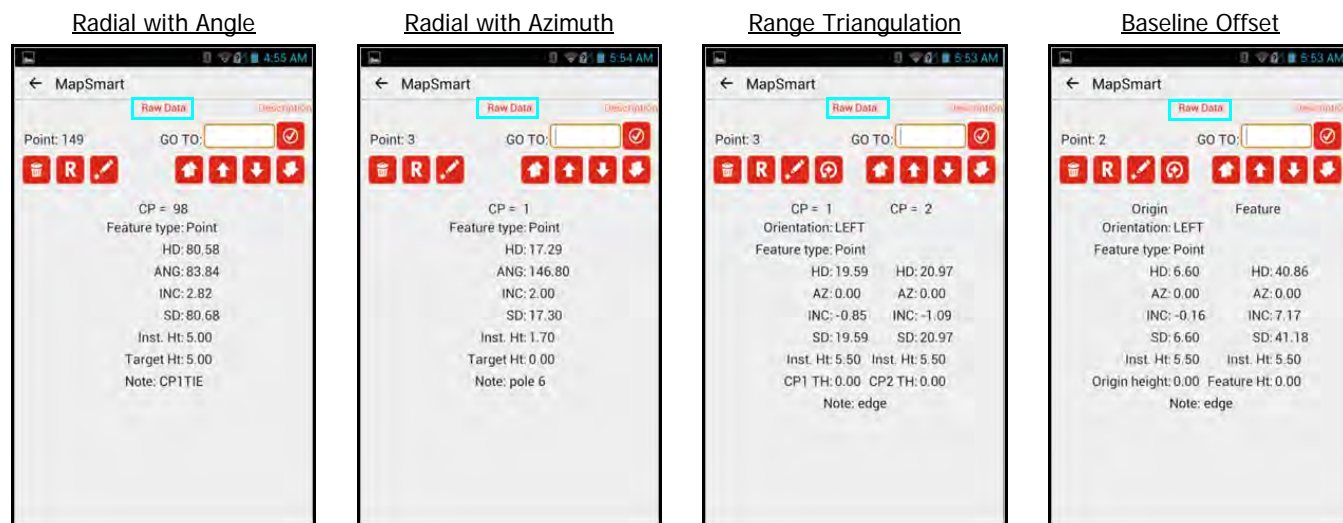 Radial with Angle
4:55 AM
MapSmart
Raw Data Description
Point: 149 GO TO:
R
CP = 98
Feature type: Point
HD: 80.58
ANG: 83.84
INC: 2.82
SD: 80.68
Inst. Ht: 5.00
Target Ht: 5.00
Note: CP1TIE
Radial with Azimuth
5:54 AM
MapSmart
Raw Data Description
Point: 3 GO TO:
R
CP = 1
Feature type: Point
HD: 17.29
ANG: 146.80
INC: 2.00
SD: 17.30
Inst. Ht: 1.70
Target Ht: 0.00
Note: pole 6
Range Triangulation
5:53 AM
MapSmart
Raw Data Description
Point: 3 GO TO:
R
CP = 1 CP = 2
Orientation: LEFT
Feature type: Point
HD: 19.59 HD: 20.97
AZ: 0.00 AZ: 0.00
INC: -0.85 INC: -1.09
SD: 19.59 SD: 20.97
Inst. Ht: 5.50 Inst. Ht: 5.50
CP1 TH: 0.00 CP2 TH: 0.00
Note: edge
Baseline Offset
5:53 AM
MapSmart
Raw Data Description
Point: 2 GO TO:
R
Origin Feature
Orientation: LEFT
Feature type: Point
HD: 6.60 HD: 40.86
AZ: 0.00 AZ: 0.00
INC: -0.16 INC: 7.17
SD: 6.60 SD: 41.18
Inst. Ht: 5.50 Inst. Ht: 5.50
Origin height: 0.00 Feature Ht: 0.00
Note: edge